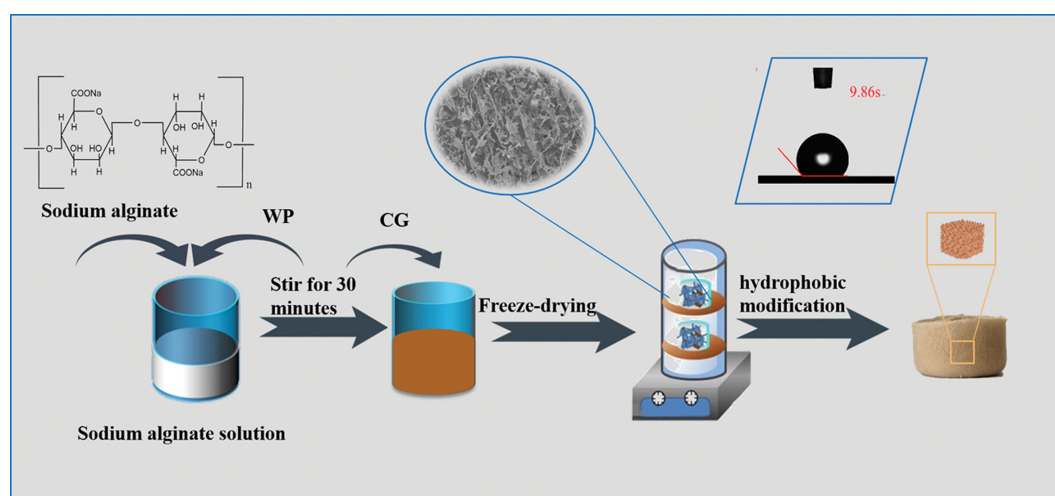 COONa
H
H
H
O
H
H
OH
OH
H
H
O
H
OH
HO
H
H
O
O
H
O
H
H
COONa
n
Sodium alginate
WP
CG
Stir for 30
minutes
Freeze-drying
hydrophobic
modification
9.86s
Sodium alginate solution